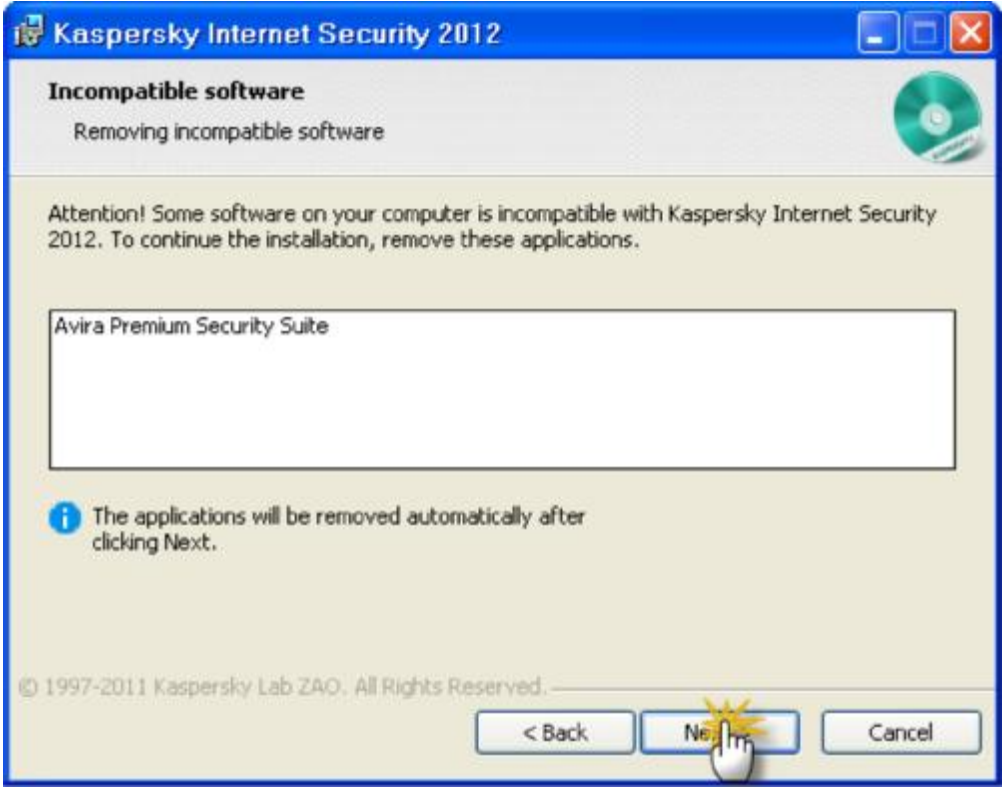 Kaspersky Internet Security 2012
Incompatible software
Removing incompatible software
Attention! Some software on your computer is incompatible with Kaspersky Internet Security
2012. To continue the installation, remove these applications.
Avira Premium Security Suite
The applications will be removed automatically after
clicking Next.
© 1997-2011 Kaspersky Lab ZAO. All Rights Reserved.
< Back
Cancel